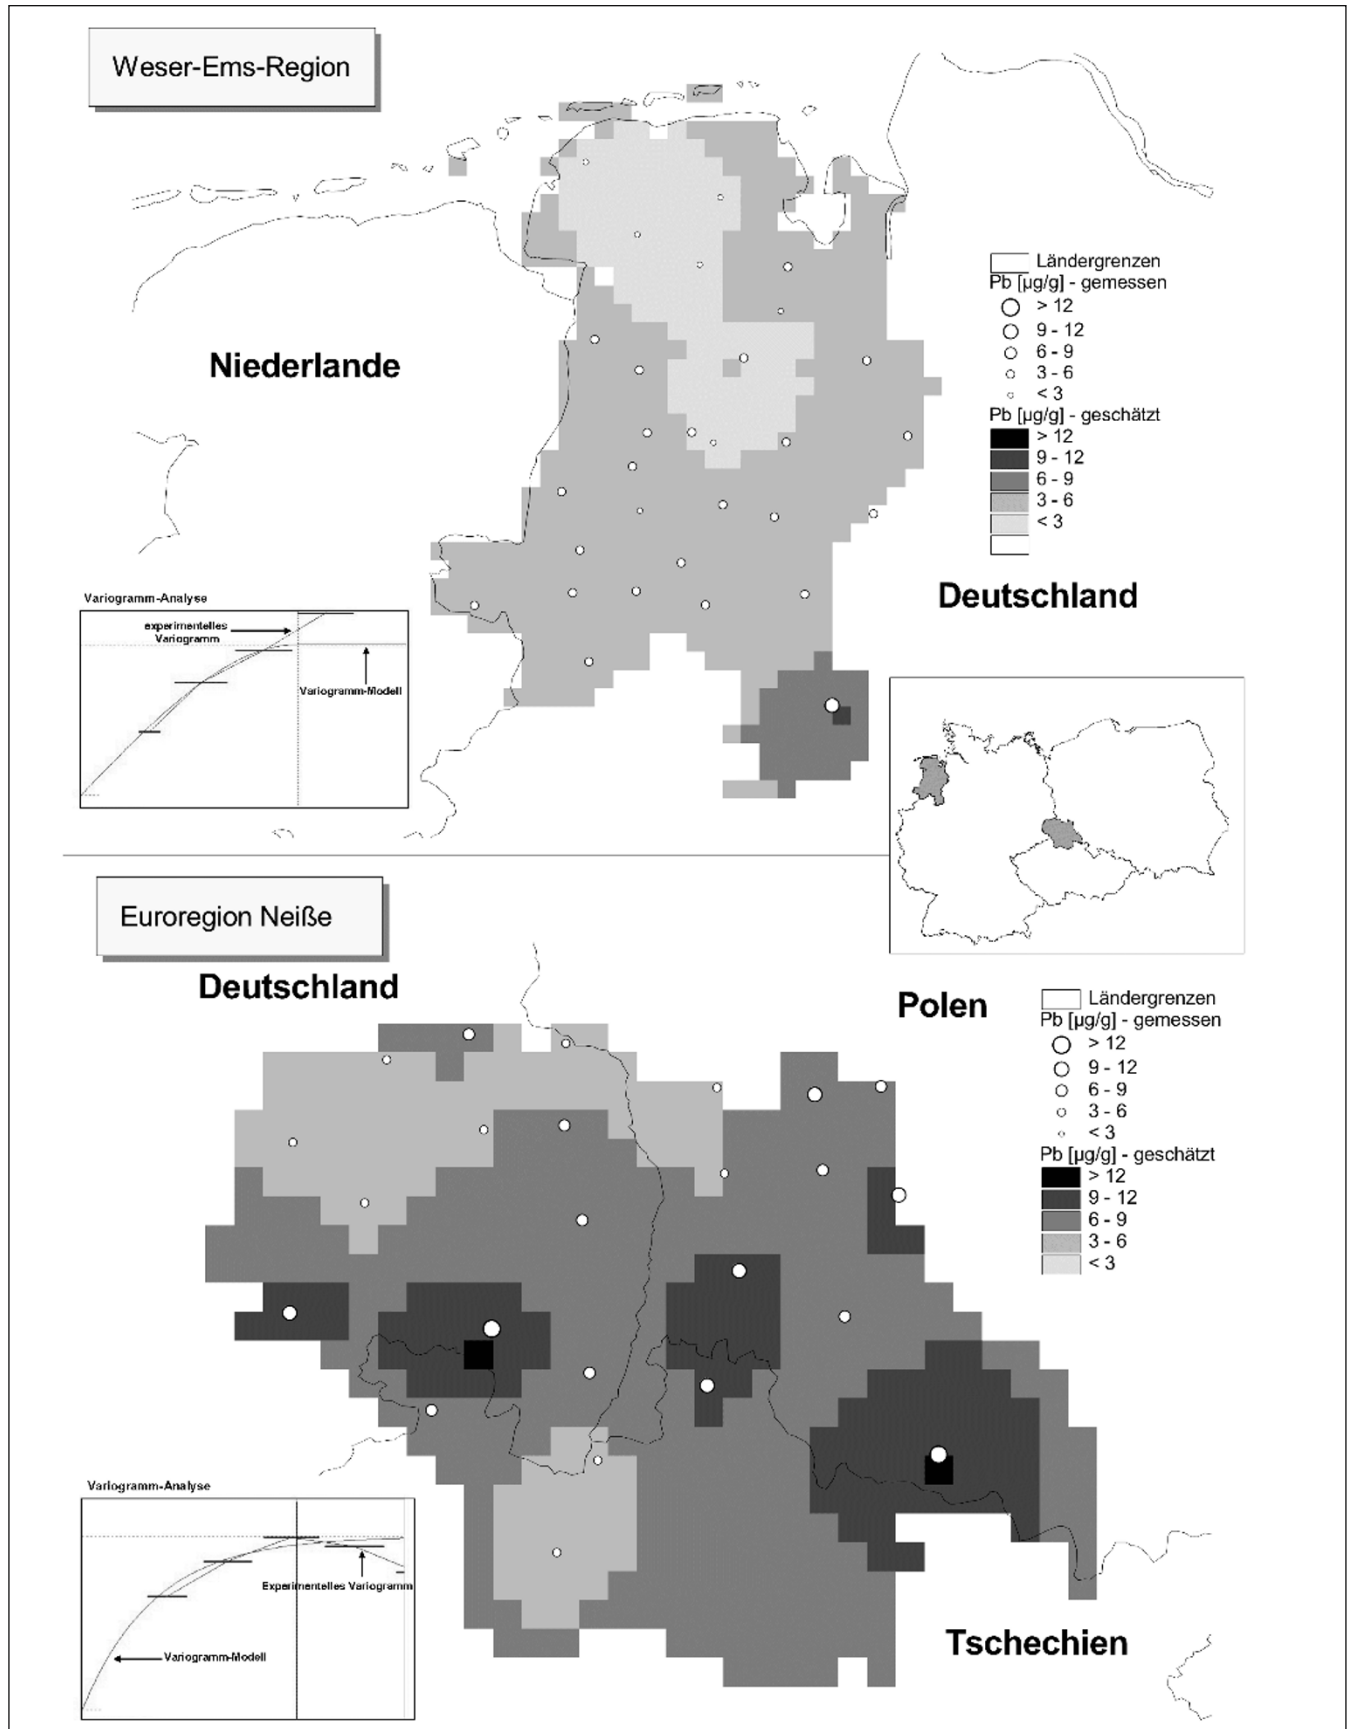 Weser-Ems-Region
Niederlande
Ländergrenzen
Pb [µg/g] - gemessen
> 12
9 - 12
6 - 9
3 - 6
< 3
Pb [µg/g] - geschätzt
> 12
9 - 12
6 - 9
3 - 6
< 3
Deutschland
Variogramm-Analyse
experimentelles
Variogramm
Variogramm-Modell
Euroregion Neiße
Deutschland
Polen
Ländergrenzen
Pb [µg/g] - gemessen
> 12
9 - 12
6 - 9
3 - 6
< 3
Pb [µg/g] - geschätzt
> 12
9 - 12
6 - 9
3 - 6
< 3
Variogramm-Analyse
Experimentelles Variogramm
Variogramm-Modell
Tschechien